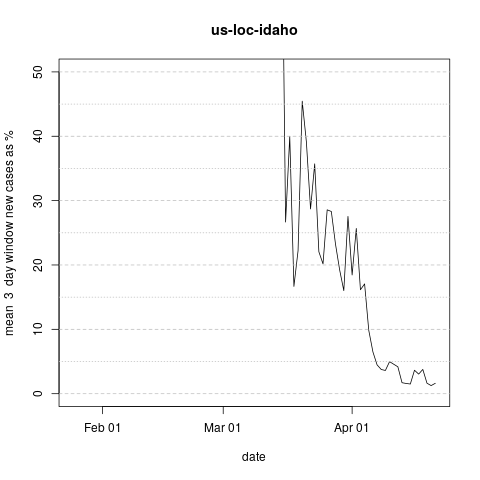 us-loc-idaho
mean 3 day window new cases as %
50
40
30
20
10
0
Feb 01
Mar 01
Apr 01
date